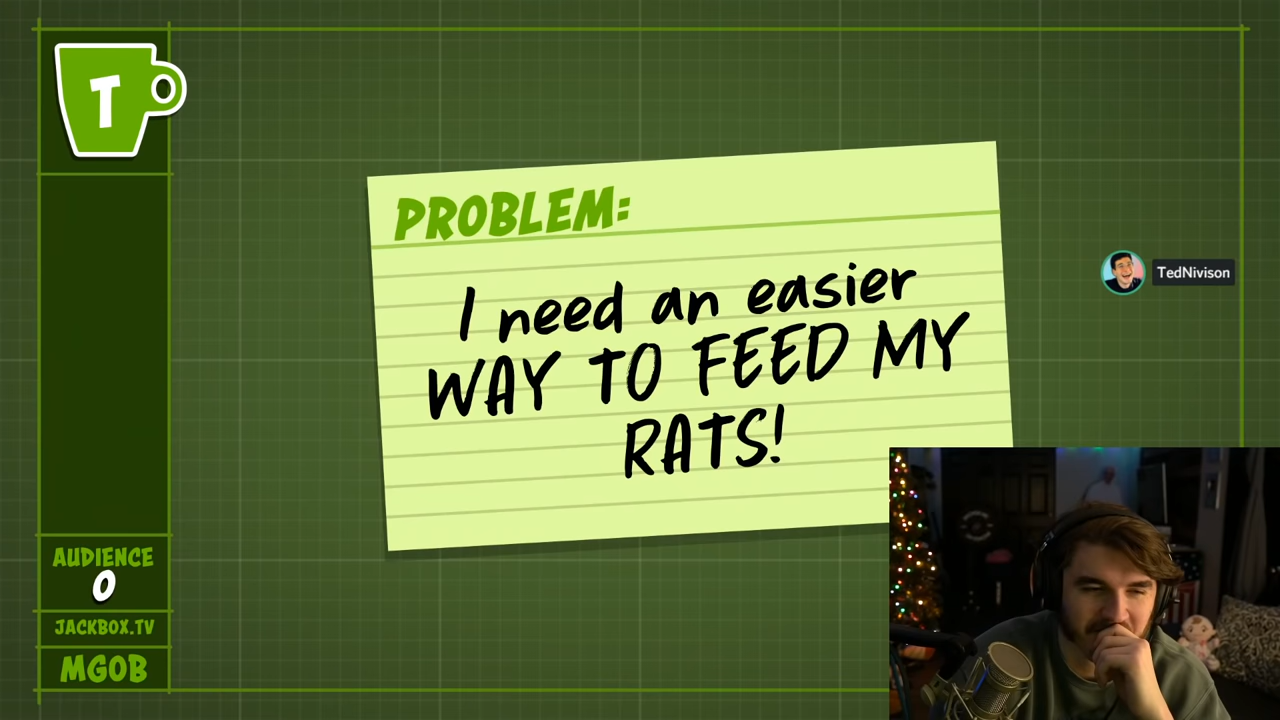 T
PROBLEM:
I need an easier
WAY TO FEED MY
RATS!
TedNivison
AUDIENCE
0
JACKBOX.TV
MGOB